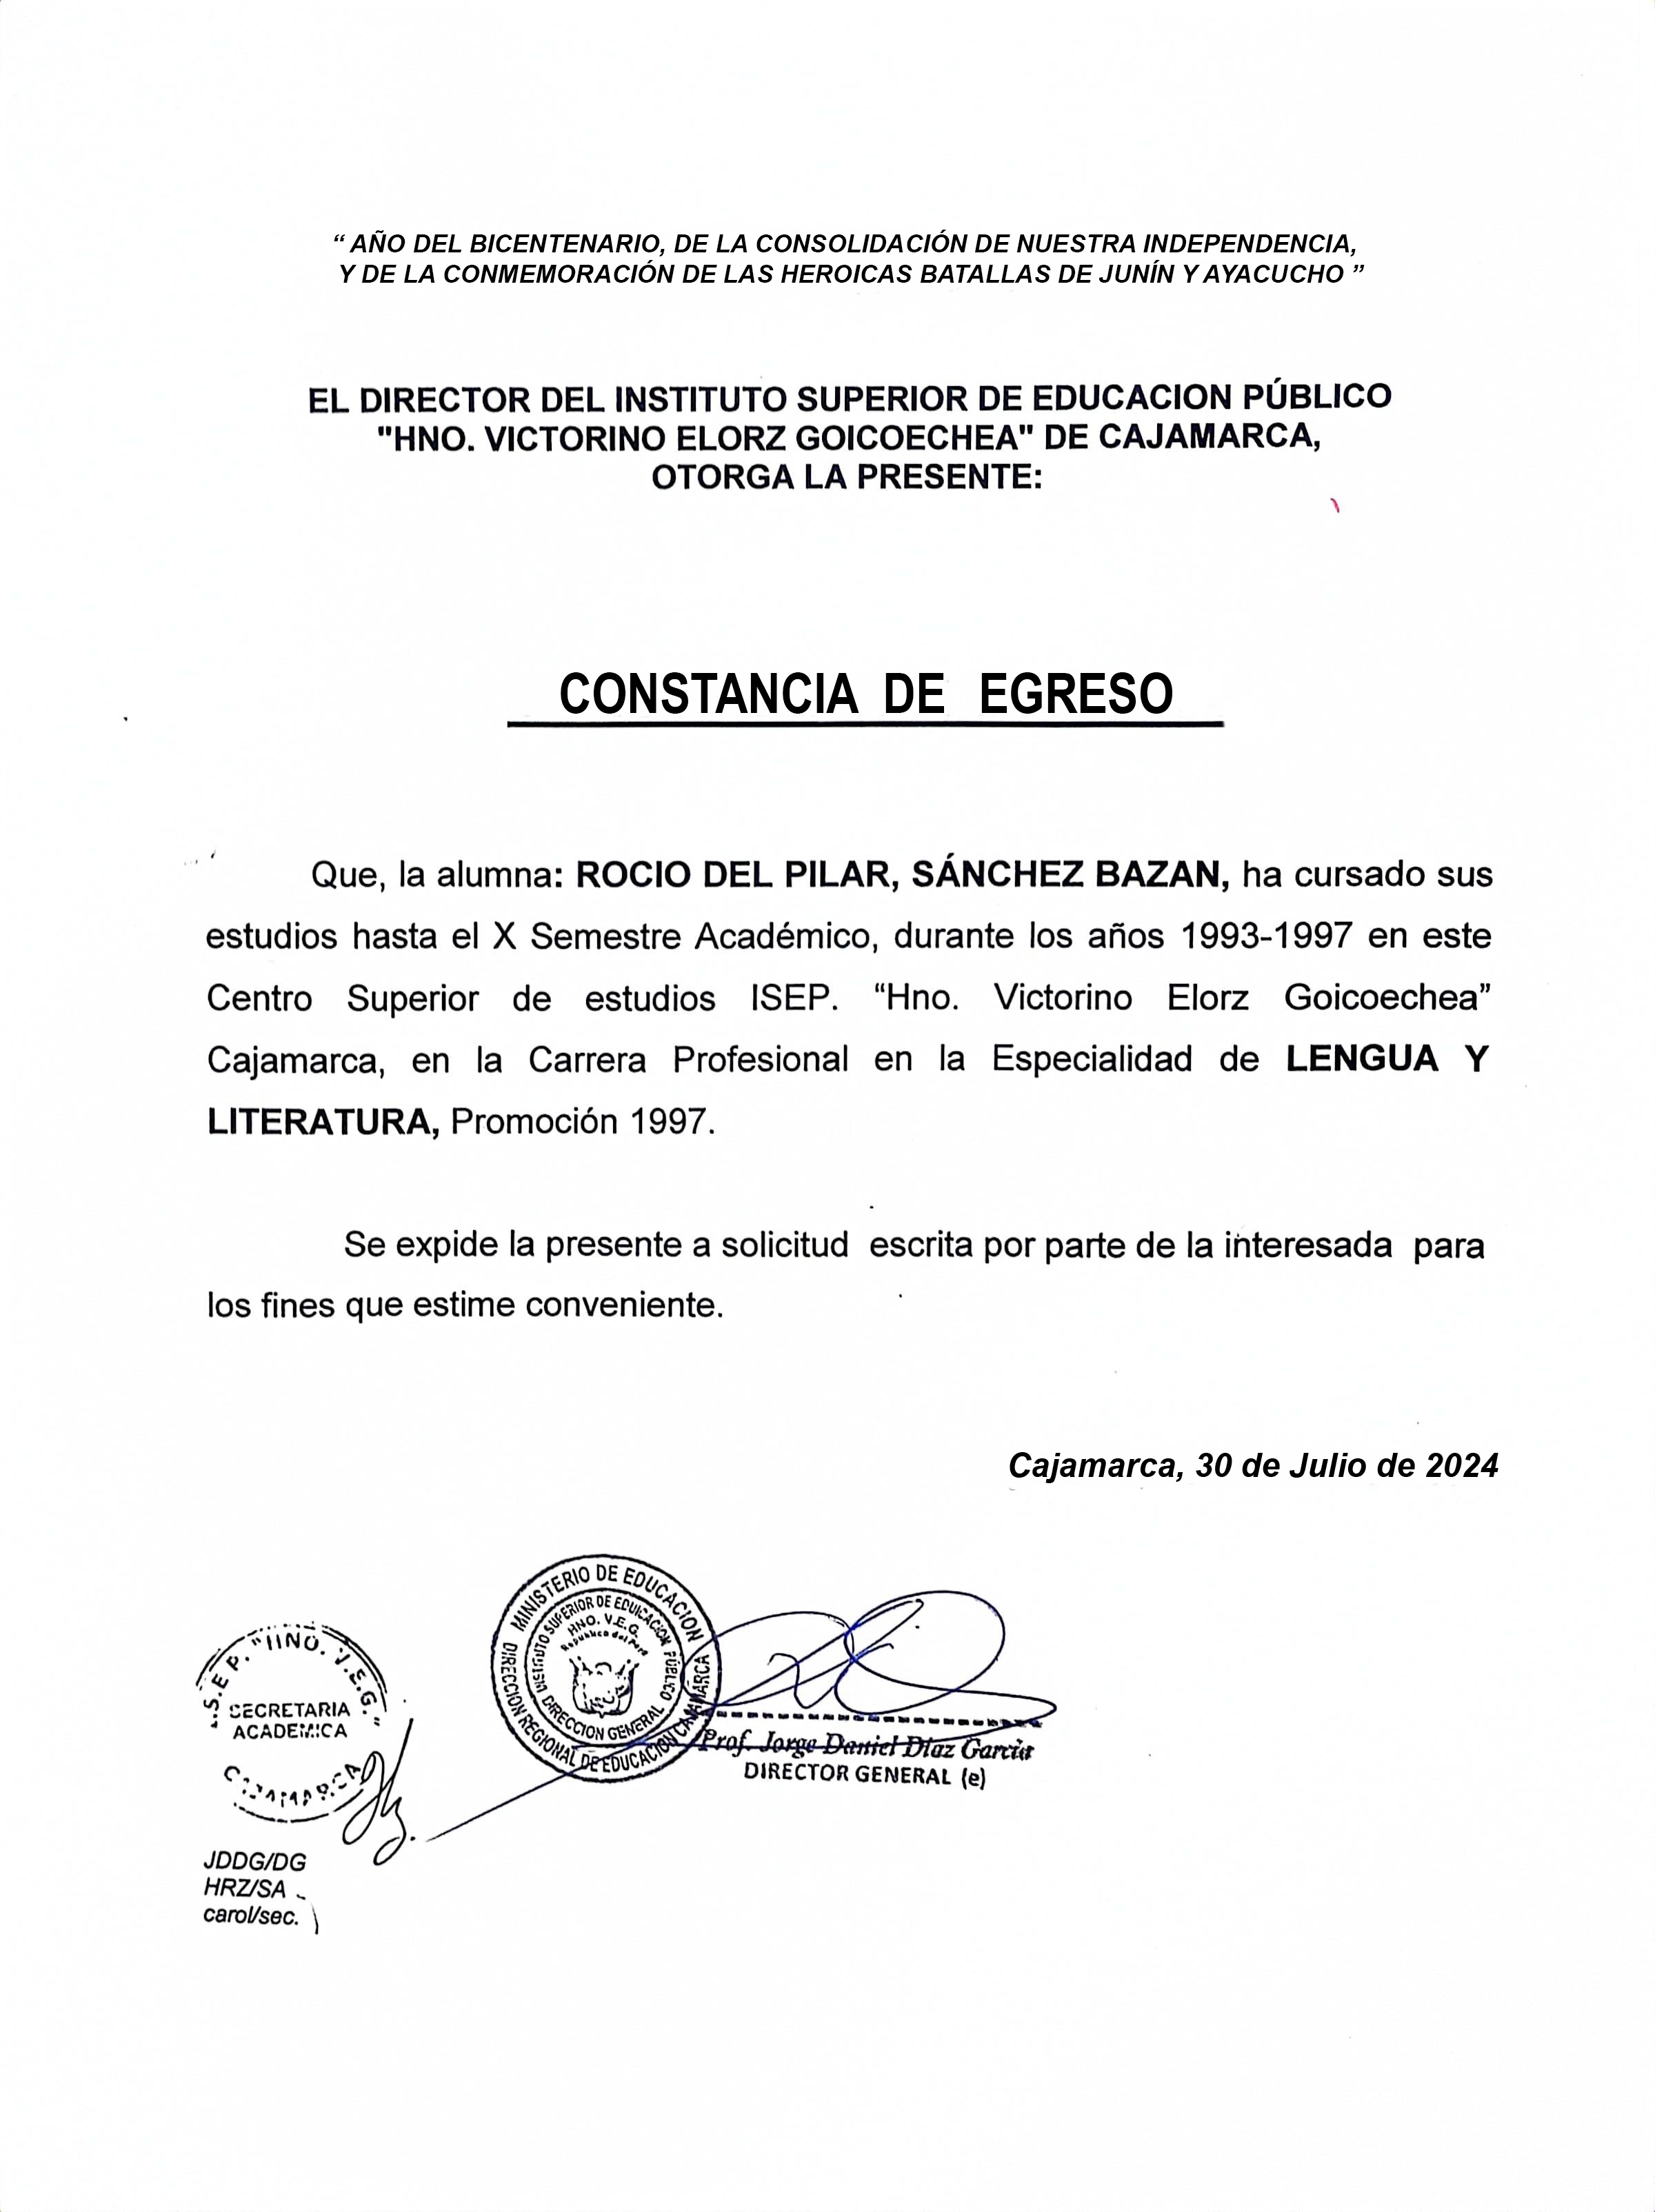 “ AÑO DEL BICENTENARIO, DE LA CONSOLIDACIÓN DE NUESTRA INDEPENDENCIA,
Y DE LA CONMEMORACIÓN DE LAS HEROICAS BATALLAS DE JUNÍN Y AYACUCHO ”
EL DIRECTOR DEL INSTITUTO SUPERIOR DE EDUCACION PÚBLICO
"HNO. VICTORINO ELORZ GOICOECHEA" DE CAJAMARCA,
OTORGA LA PRESENTE:
CONSTANCIA DE EGRESO
Que, la alumna: ROCIO DEL PILAR, SÁNCHEZ BAZAN, ha cursado sus
estudios hasta el X Semestre Académico, durante los años 1993-1997 en este
Centro Superior de estudios ISEP. “Hno. Victorino Elorz Goicoechea”
Cajamarca, en la Carrera Profesional en la Especialidad de LENGUA Y
LITERATURA, Promoción 1997.
Se expide la presente a solicitud escrita por parte de la interesada para
los fines que estime conveniente.
Cajamarca, 30 de Julio de 2024
MINISTERIO DE EDUCACION
DIRECCION REGIONAL DE EDUCACION CAJAMARCA
INSTITUTO SUPERIOR DE EDUCACION PÚBLICO
HNO. V.E.G.
Republica del Perú
DIRECCION GENERAL
I.S.E.P. "HNO. V.E.G."
SECRETARIA
ACADEMICA
CAJAMARCA
Prof. Jorge Daniel Díaz García
DIRECTOR GENERAL (e)
JDDG/DG
HRZ/SA
carol/sec.